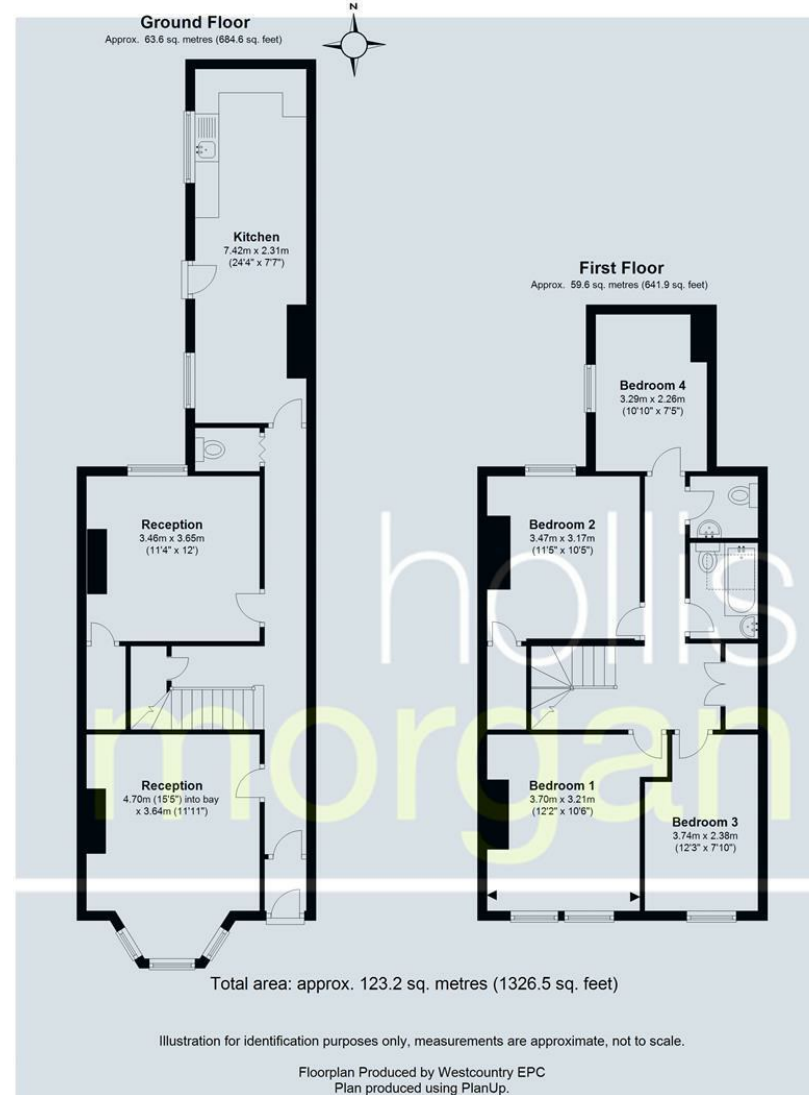 N
Ground Floor
Approx. 63.6 sq. metres (684.6 sq. feet)
Kitchen
7.42m x 2.31m
(24'4" x 7'7")
Reception
3.46m x 3.65m
(11'4" x 12')
Reception
4.70m (15'5") into bay
x 3.64m (11'11")
First Floor
Approx. 59.6 sq. metres (641.9 sq. feet)
Bedroom 4
3.29m x 2.26m
(10'10" x 7'5")
Bedroom 2
3.47m x 3.17m
(11'5" x 10'5")
Bedroom 1
3.70m x 3.21m
(12'2" x 10'6")
Bedroom 3
3.74m x 2.38m
(12'3" x 7'10")
hollis
morgan
Total area: approx. 123.2 sq. metres (1326.5 sq. feet)
Illustration for identification purposes only, measurements are approximate, not to scale.
Floorplan Produced by Westcountry EPC
Plan produced using PlanUp.